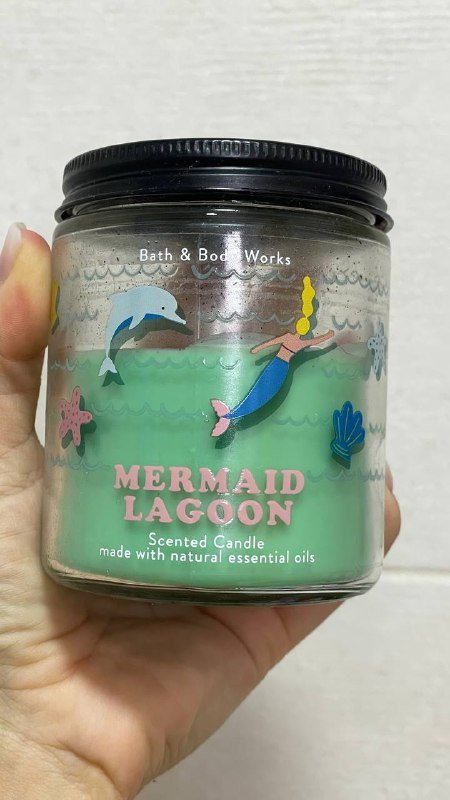 Bath & Body Works
MERMAID
LAGOON
Scented Candle
made with natural essential oils